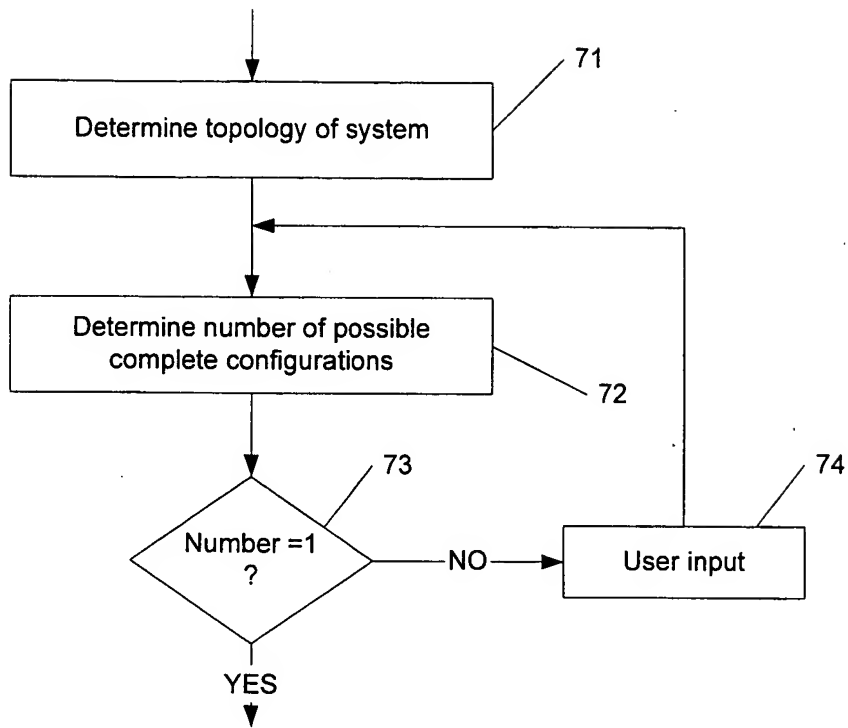 71
Determine topology of system
Determine number of possible
complete configurations
72
73
74
Number =1
?
NO
User input
YES